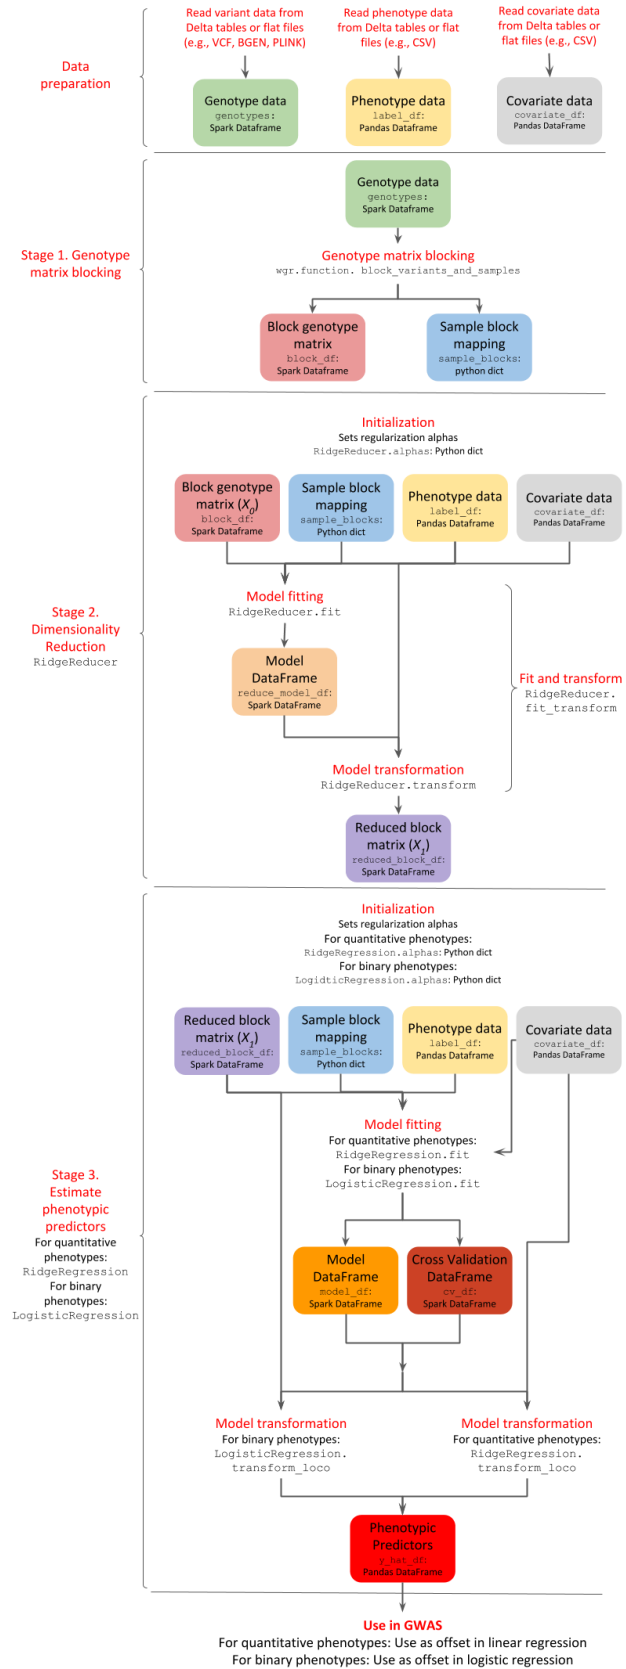 Read variant data from
Delta tables or flat files
(e.g., VCF, BGEN, PLINK)
Read phenotype data
from Delta tables or flat
files (e.g., CSV)
Read covariate data
from Delta tables or
flat files (e.g., CSV)
Data
preparation
Genotype data
genotypes:
Spark Dataframe
Phenotype data
label_df:
Pandas Dataframe
Covariate data
covariate_df:
Pandas DataFrame
Stage 1. Genotype
matrix blocking
Genotype data
genotypes:
Spark Dataframe
Genotype matrix blocking
wgr.function. block_variants_and_samples
Block genotype
matrix
block_df:
Spark Dataframe
Sample block
mapping
sample_blocks:
python dict
Stage 2.
Dimensionality
Reduction
RidgeReducer
Initialization
Sets regularization alphas
RidgeReducer.alphas: Python dict
Block genotype
matrix (X0)
block_df:
Spark DataFrame
Sample block
mapping
sample_blocks:
Python dict
Phenotype data
label_df:
Pandas Dataframe
Covariate data
covariate_df:
Pandas DataFrame
Model fitting
RidgeReducer.fit
Model
DataFrame
reduce_model_df:
Spark DataFrame
Fit and transform
RidgeReducer.
fit_transform
Model transformation
RidgeReducer.transform
Reduced block
matrix (X1)
reduced_block_df:
Spark DataFrame
Stage 3.
Estimate
phenotypic
predictors
For quantitative
phenotypes:
RidgeRegression
For binary
phenotypes:
LogisticRegression
Initialization
Sets regularization alphas
For quantitative phenotypes:
RidgeRegression.alphas: Python dict
For binary phenotypes:
LogidticRegression.alphas: Python dict
Reduced block
matrix (X1)
reduced_block_df:
Spark DataFrame
Sample block
mapping
sample_blocks:
Python dict
Phenotype data
label_df:
Pandas DataFrame
Covariate data
covariate_df:
Pandas DataFrame
Model fitting
For quantitative phenotypes:
RidgeRegression.fit
For binary phenotypes:
LogisticRegression.fit
Model
DataFrame
model_df:
Spark DataFrame
Cross Validation
DataFrame
cv_df:
Spark DataFrame
Model transformation
For binary phenotypes:
LogisticRegression.
transform_loco
Model transformation
For quantitative phenotypes:
RidgeRegression.
transform_loco
Phenotypic
Predictors
y_hat_df:
Pandas DataFrame
Use in GWAS
For quantitative phenotypes: Use as offset in linear regression
For binary phenotypes: Use as offset in logistic regression